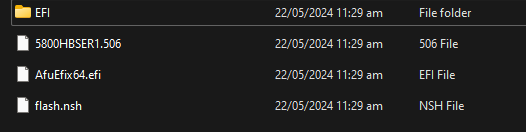 EFI 22/05/2024 11:29 am File folder
5800HBSER1.506 22/05/2024 11:29 am 506 File
AfuEfix64.efi 22/05/2024 11:29 am EFI File
flash.nsh 22/05/2024 11:29 am NSH File